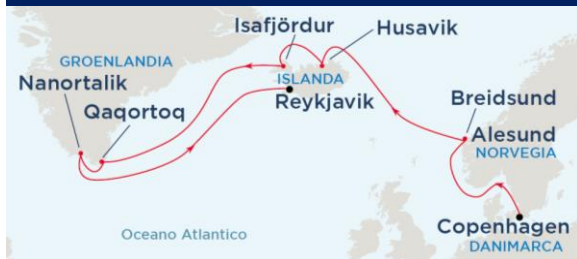 Isafjördur
Husavik
GROENLANDIA
Nanortalik
ISLANDA
Qaqortoq
Reykjavik
Breidsund
Alesund
NORVEGIA
Oceano Atlantico
Copenhagen
DANIMARCA